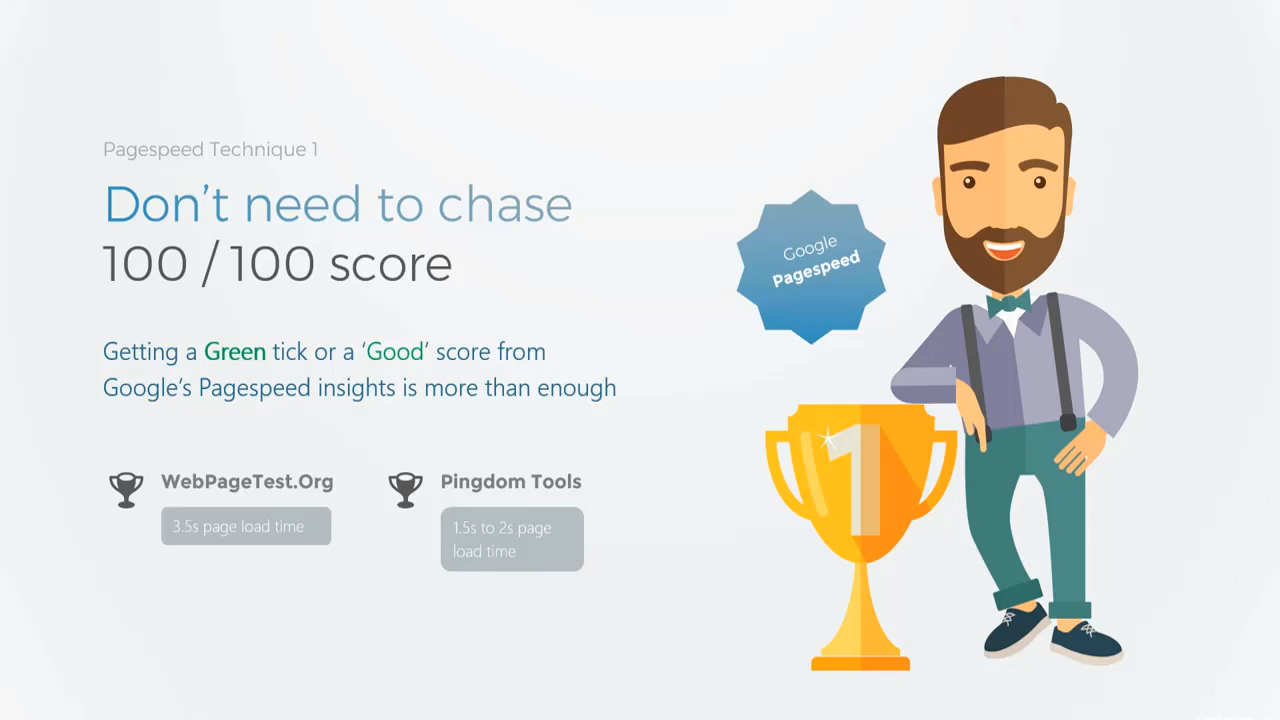 Pagespeed Technique 1
Don't need to chase
100 / 100 score
Getting a Green tick or a ‘Good’ score from
Google's Pagespeed insights is more than enough
WebPageTest.Org
3.5s page load time
Pingdom Tools
1.5s to 2s page
load time
Google
Pagespeed
1